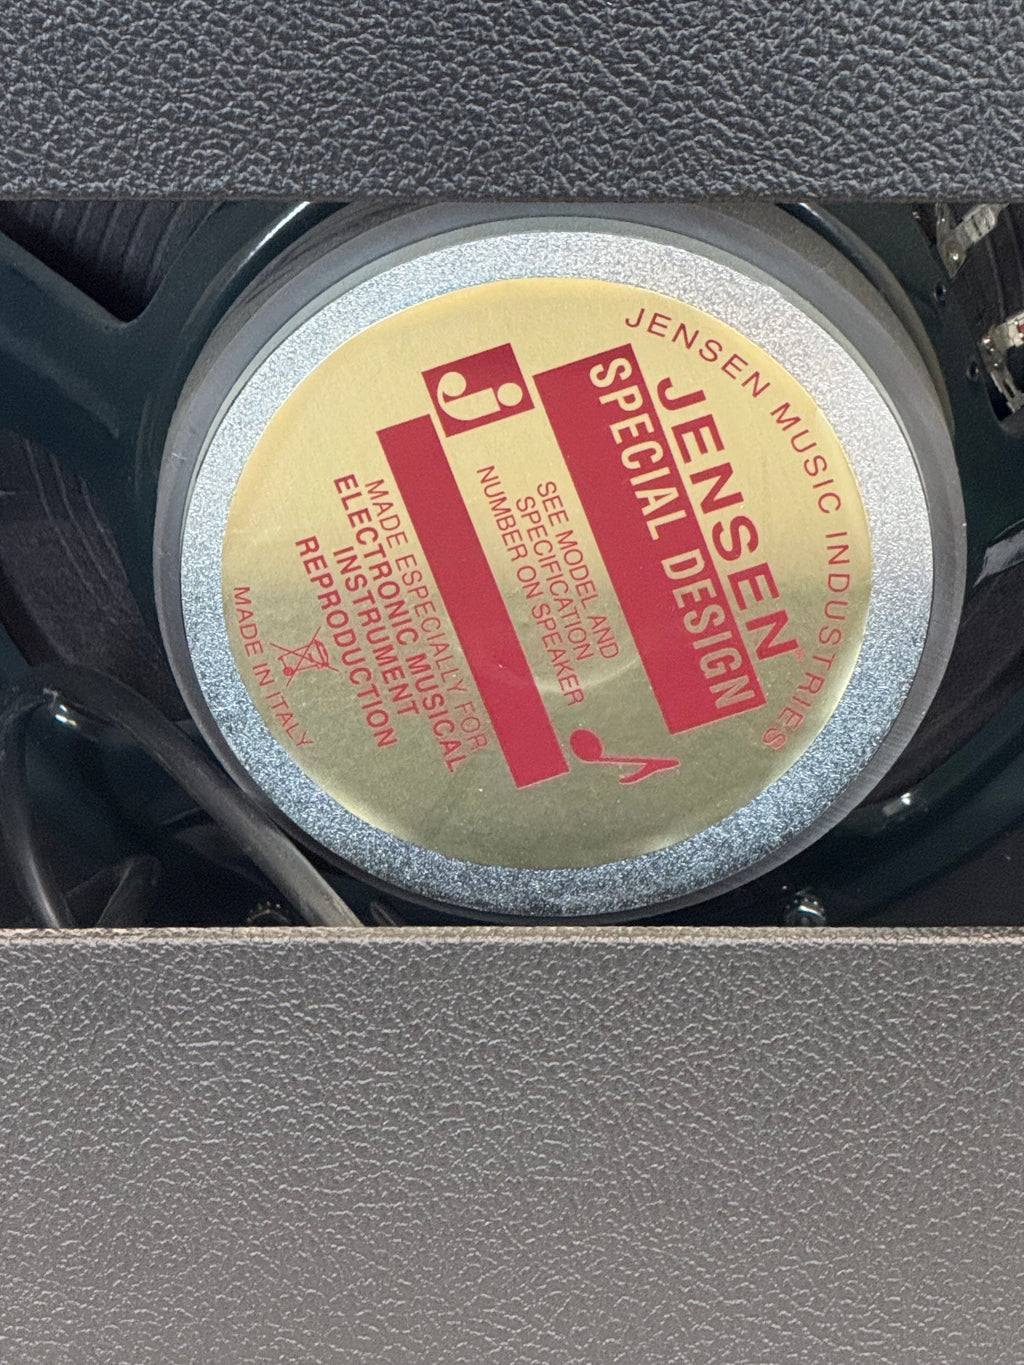 JENSEN MUSIC INDUSTRIES
JENSEN®
SPECIAL DESIGN
SEE MODEL AND
SPECIFICATION
NUMBER ON SPEAKER
j
MADE ESPECIALLY FOR
ELECTRONIC MUSICAL
INSTRUMENT
REPRODUCTION
MADE IN ITALY